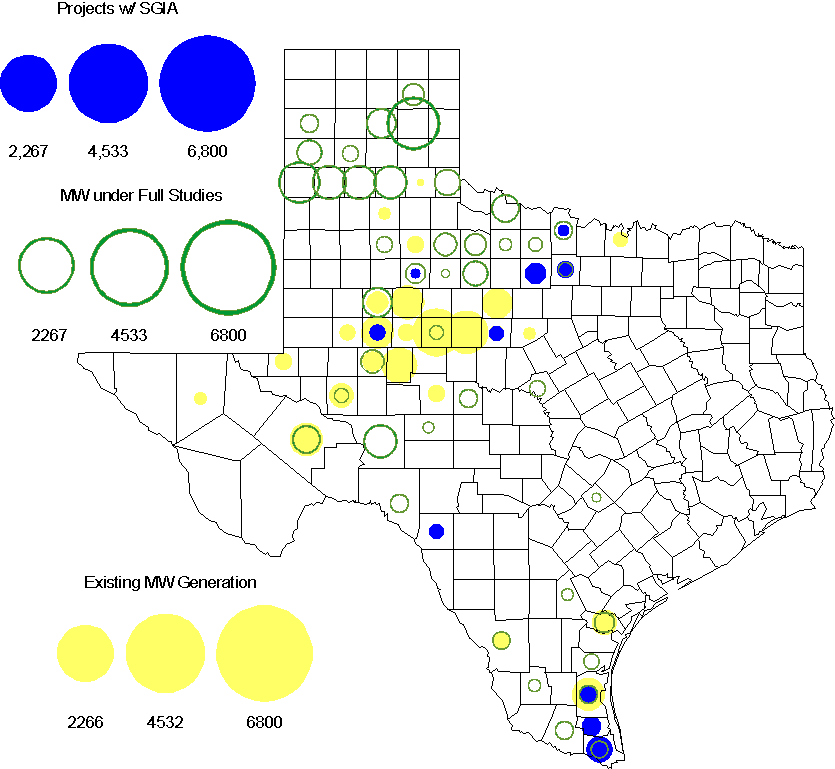 Projects w/ SGIA
2,267 4,533 6,800
MW under Full Studies
2267 4533 6800
Existing MW Generation
2266 4532 6800